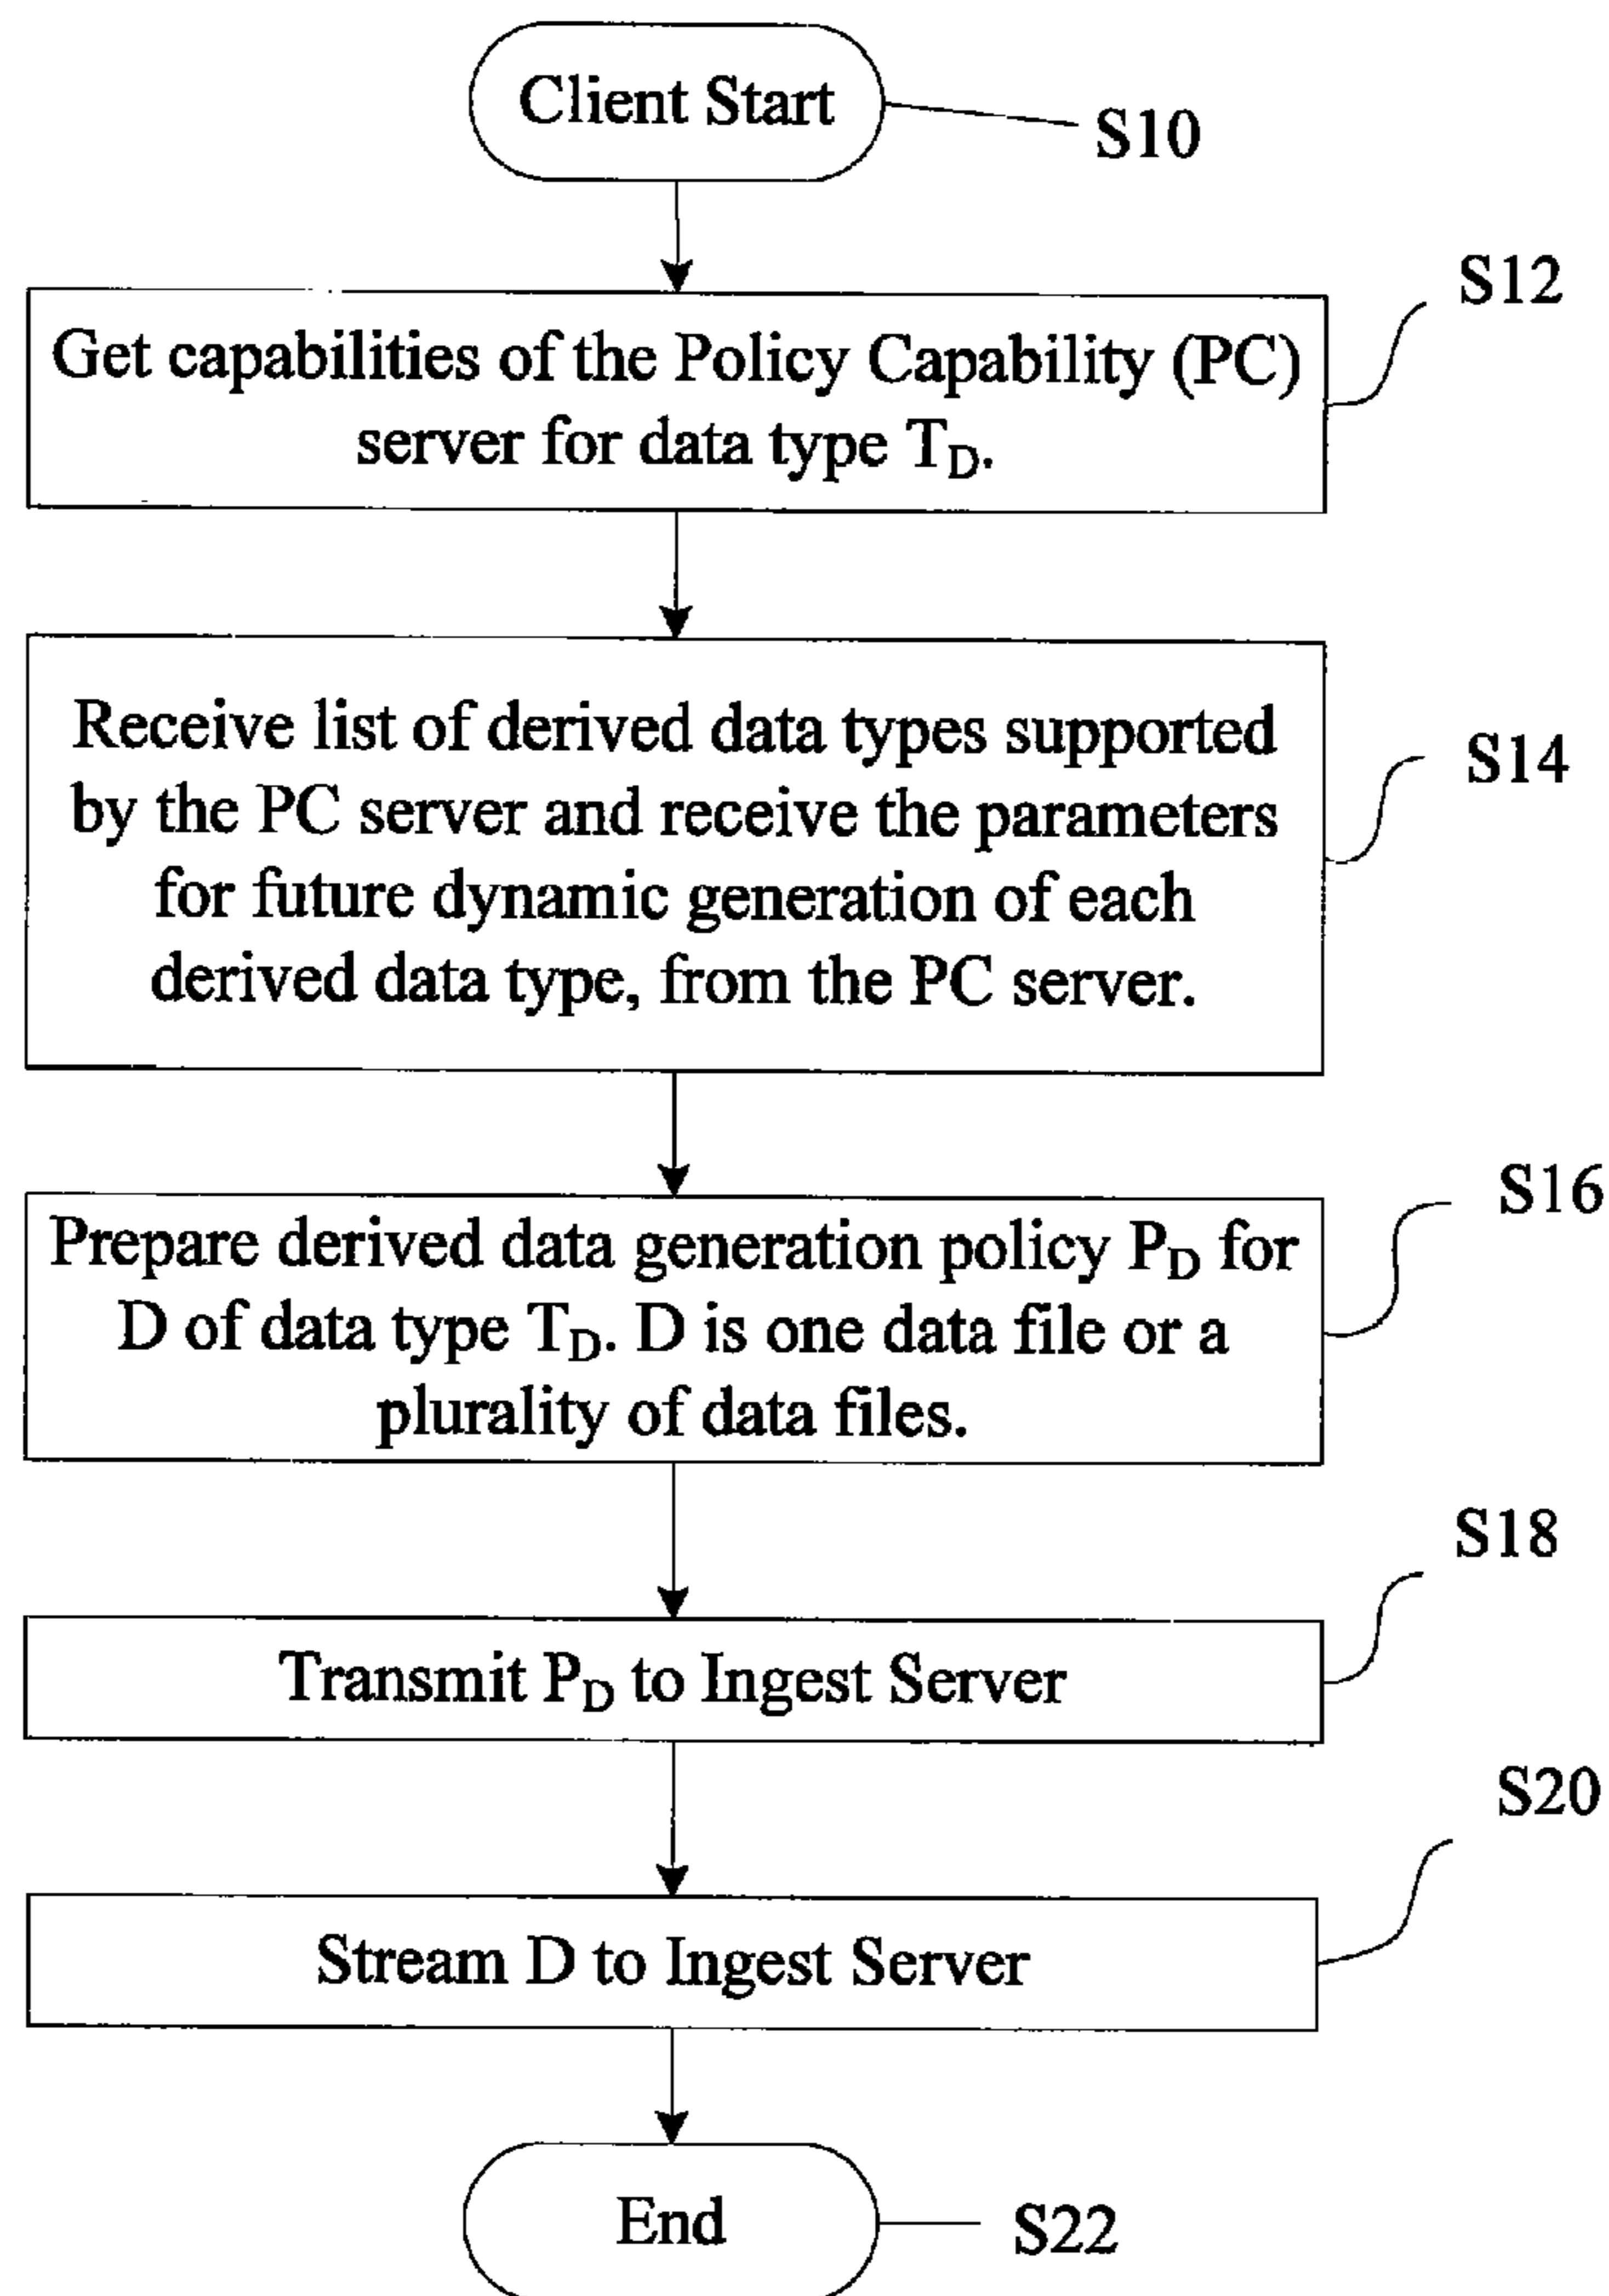 Client Start
S10
S12
Get capabilities of the Policy Capability (PC)
server for data type T_D.
Receive list of derived data types supported
by the PC server and receive the parameters
for future dynamic generation of each
derived data type, from the PC server.
S14
S16
Prepare derived data generation policy P_D for
D of data type T_D. D is one data file or a
plurality of data files.
S18
Transmit P_D to Ingest Server
S20
Stream D to Ingest Server
End
S22